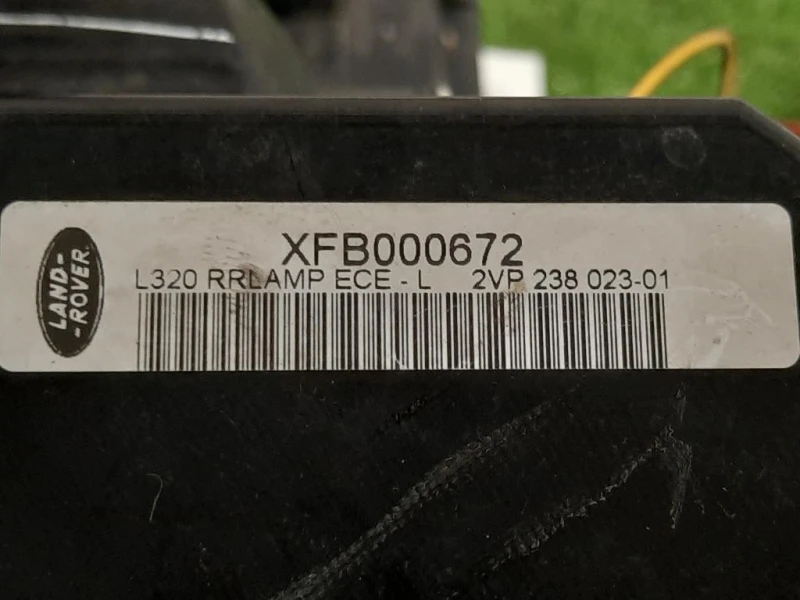 XFB000672
LAND-
-ROVER
L320 RRLAMP ECE - L 2VP 238 023-01